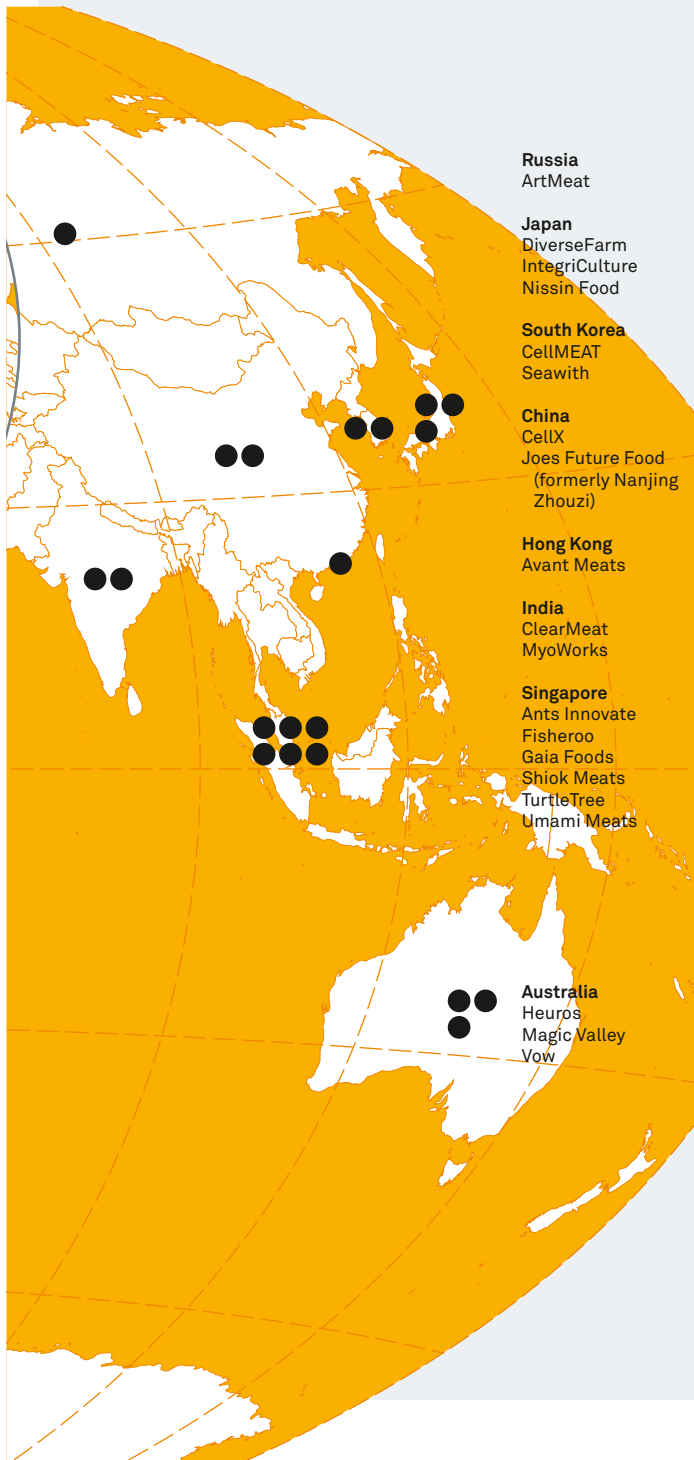 Russia
ArtMeat
Japan
DiverseFarm
IntegriCulture
Nissin Food
South Korea
CellMEAT
Seawith
China
CellX
Joes Future Food
(formerly Nanjing
Zhouzi)
Hong Kong
Avant Meats
India
ClearMeat
MyoWorks
Singapore
Ants Innovate
Fisheroo
Gaia Foods
Shiok Meats
TurtleTree
Umami Meats
Australia
Heuros
Magic Valley
Vow